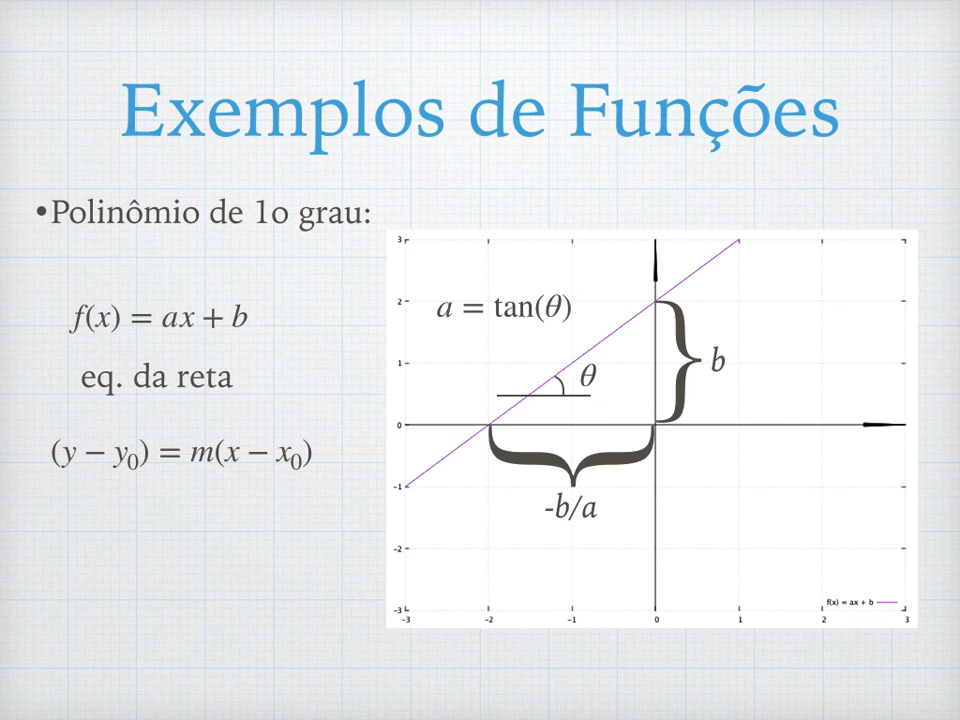 Exemplos de Funções
•Polinômio de 1o grau:
f(x) = ax + b
eq. da reta
(y − y₀) = m(x − x₀)
a = tan(θ)
θ
b
-b/a
3
2
1
0
-1
-2
-3
-3 -2 -1 0 1 2 3
f(x) = ax + b